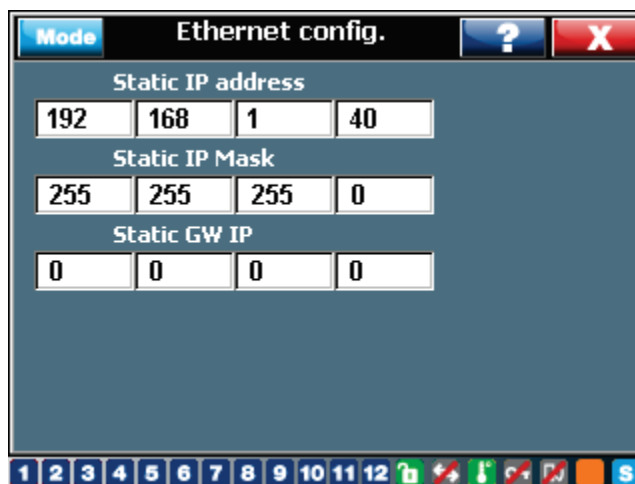 Mode Ethernet config. ? X
Static IP address
192 168 1 40
Static IP Mask
255 255 255 0
Static GW IP
0 0 0 0
1 2 3 4 5 6 7 8 9 10 11 12 S